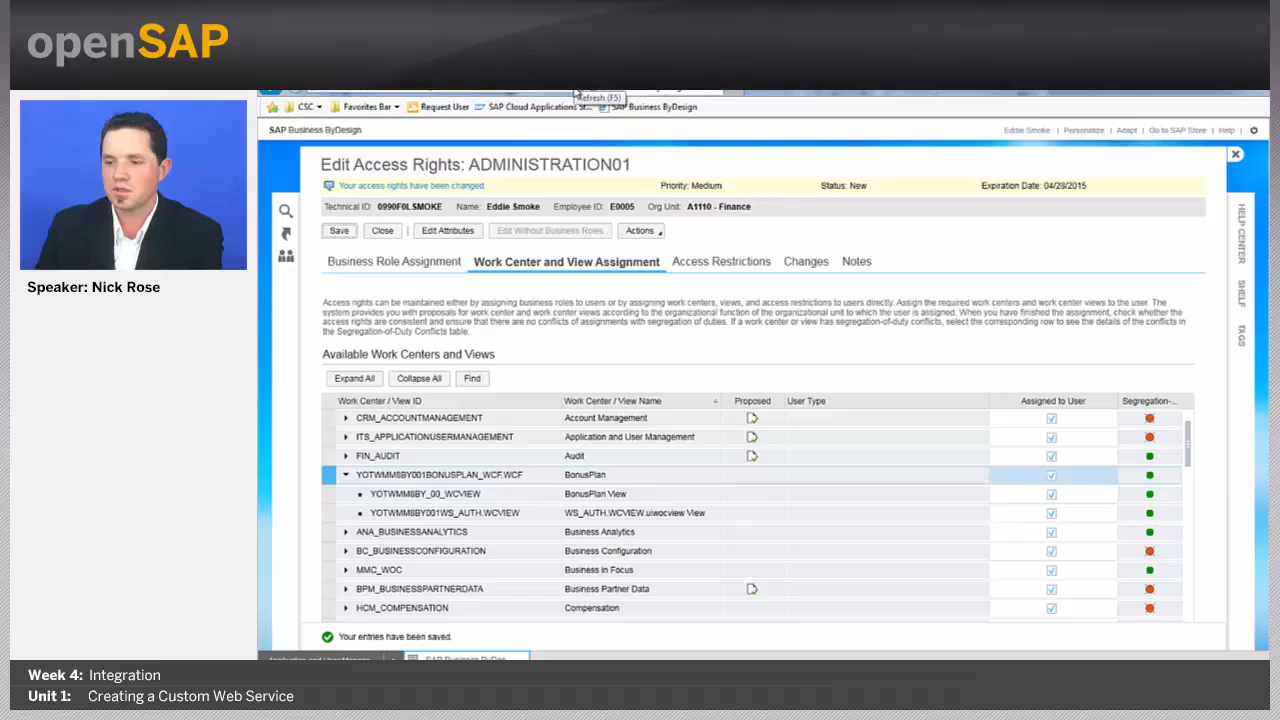 openSAP
Refresh (F5)
CSC
Favorites Bar
Request User
SAP Cloud Applications St...
SAP Business ByDesign
SAP Business ByDesign
Eddie Smoke | Personalize | Adapt | Go to SAP Store | Help |
Edit Access Rights: ADMINISTRATION01
Your access rights have been changed Priority: Medium Status: New Expiration Date: 04/28/2015
Technical ID: 0990F0LSMOKE Name: Eddie Smoke Employee ID: E0005 Org Unit: A1110 - Finance
Save Close Edit Attributes Edit Without Business Roles Actions
Business Role Assignment Work Center and View Assignment Access Restrictions Changes Notes
Access rights can be maintained either by assigning business roles to users or by assigning work centers, views, and access restrictions to users directly. Assign the required work centers and work center views to the user. The
system provides you with proposals for work center and work center views according to the organizational function of the organizational unit to which the user is assigned. When you have finished the assignment, check whether the
access rights are consistent and ensure that there are no conflicts of assignments with segregation of duties. If a work center or view has segregation-of-duty conflicts, select the corresponding row to see the details of the conflicts in
the Segregation-of-Duty Conflicts table.
Available Work Centers and Views
Expand All Collapse All Find
Work Center / View ID Work Center / View Name Proposed User Type Assigned to User Segregation-...
CRM_ACCOUNTMANAGEMENT Account Management
ITS_APPLICATIONUSERMANAGEMENT Application and User Management
FIN_AUDIT Audit
YOTWMM8BY001BONUSPLAN_WCF.WCF BonusPlan
YOTWMM8BY_00_WCVIEW BonusPlan View
YOTWMM8BY001WS_AUTH.WCVIEW WS_AUTH.WCVIEW.uiwocview View
ANA_BUSINESSANALYTICS Business Analytics
BC_BUSINESSCONFIGURATION Business Configuration
MMC_WOC Business in Focus
BPM_BUSINESSPARTNERDATA Business Partner Data
HCM_COMPENSATION Compensation
Your entries have been saved.
HELP CENTER
SHELF
TAGS
Speaker: Nick Rose
Week 4: Integration
Unit 1: Creating a Custom Web Service